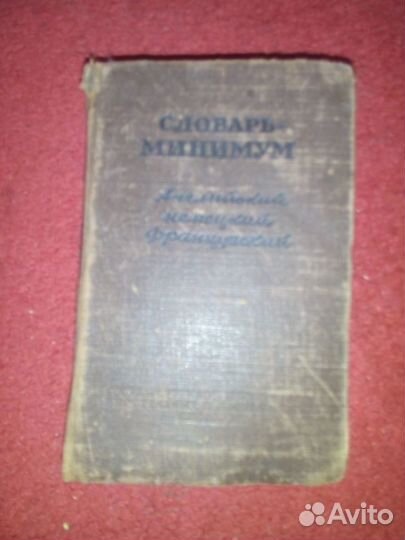 СЛОВАРЬ-
МИНИМУМ
Английский,
немецкий,
французский
Avito